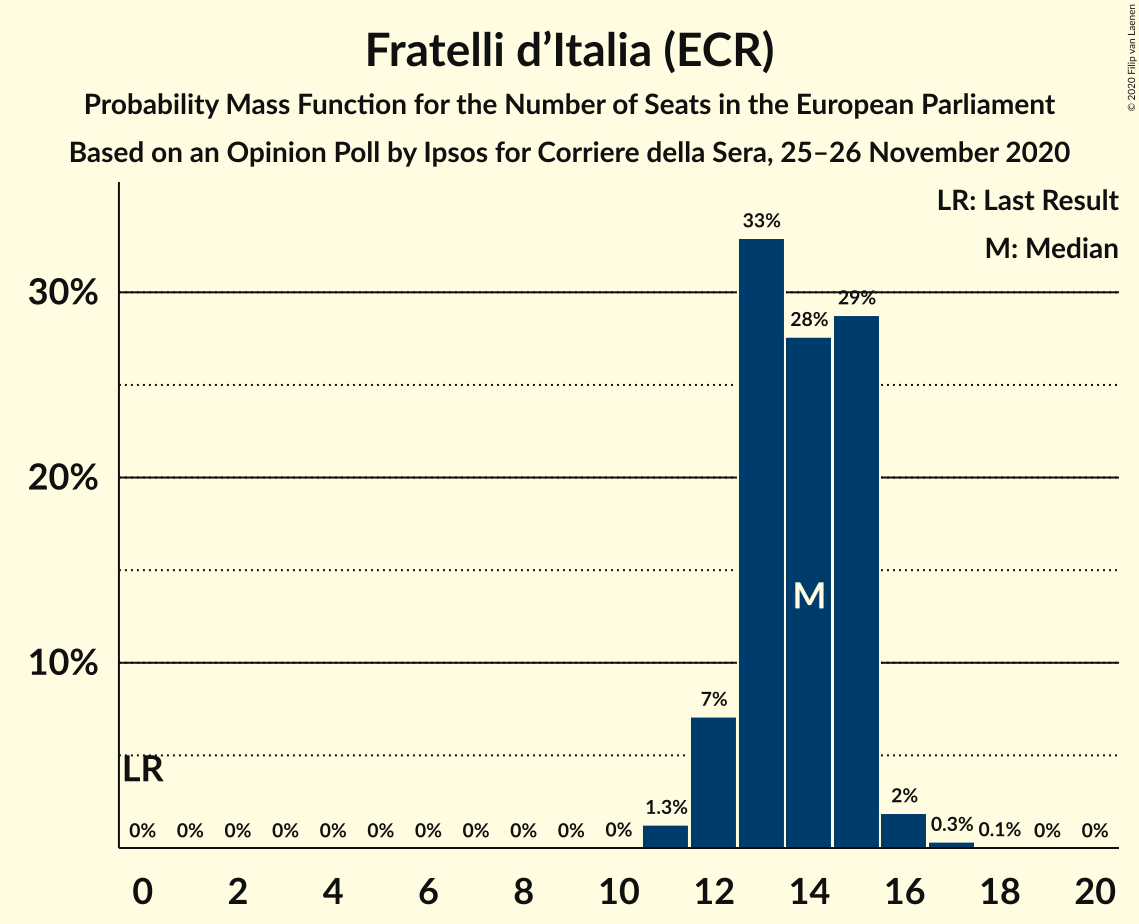 Fratelli d’Italia (ECR)
Probability Mass Function for the Number of Seats in the European Parliament
Based on an Opinion Poll by Ipsos for Corriere della Sera, 25–26 November 2020
© 2020 Filip van Laenen
LR: Last Result
M: Median
33%
30%
29%
28%
20%
M
10%
7%
LR
2%
1.3%
0.3%
0% 0% 0% 0% 0% 0% 0% 0% 0% 0% 0% 0.1% 0% 0%
0 2 4 6 8 10 12 14 16 18 20